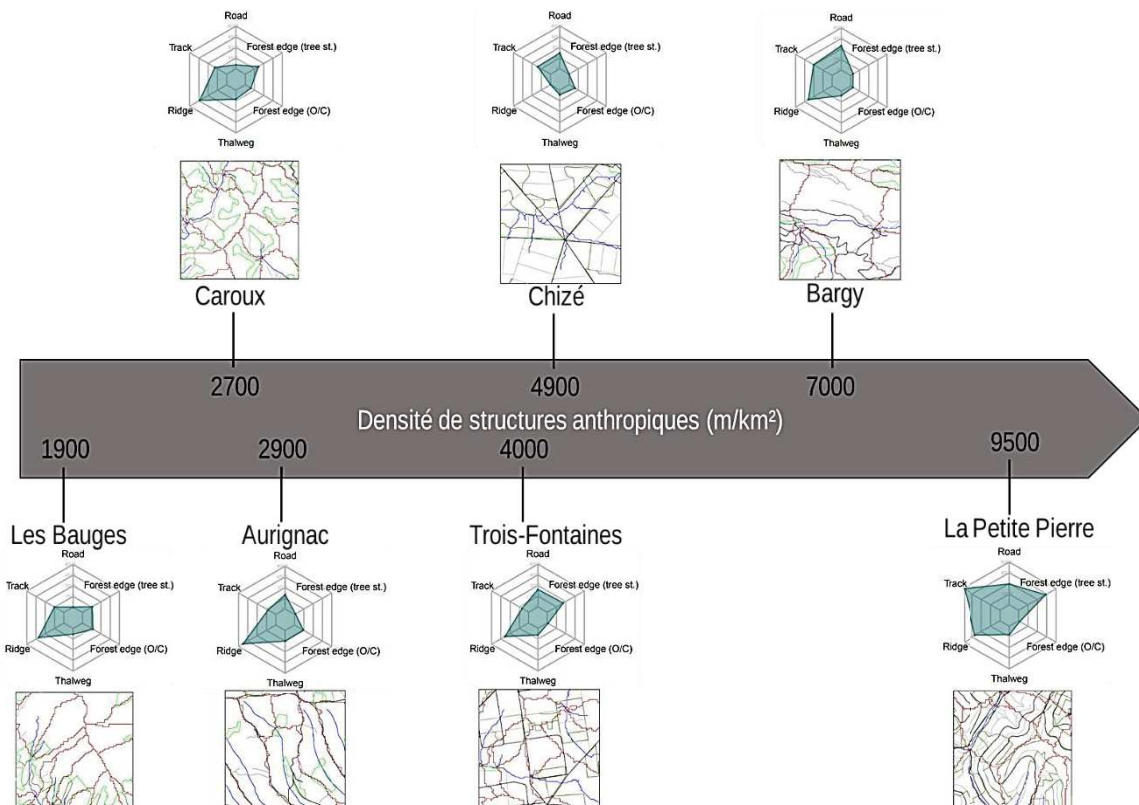 Road
Track
Forest edge (tree st.)
Ridge
Forest edge (O/C)
Thalweg
Road
Track
Forest edge (tree st.)
Ridge
Forest edge (O/C)
Thalweg
Road
Track
Forest edge (tree st.)
Ridge
Forest edge (O/C)
Thalweg
Caroux
Chizé
Bargy
2700
4900
7000
Densité de structures anthropiques (m/km²)
1900
2900
4000
9500
Les Bauges
Aurignac
Trois-Fontaines
La Petite Pierre
Road
Track
Forest edge (tree st.)
Ridge
Forest edge (O/C)
Thalweg
Road
Track
Forest edge (tree st.)
Ridge
Forest edge (O/C)
Thalweg
Road
Track
Forest edge (tree st.)
Ridge
Forest edge (O/C)
Thalweg
Road
Track
Forest edge (tree st.)
Ridge
Forest edge (O/C)
Thalweg